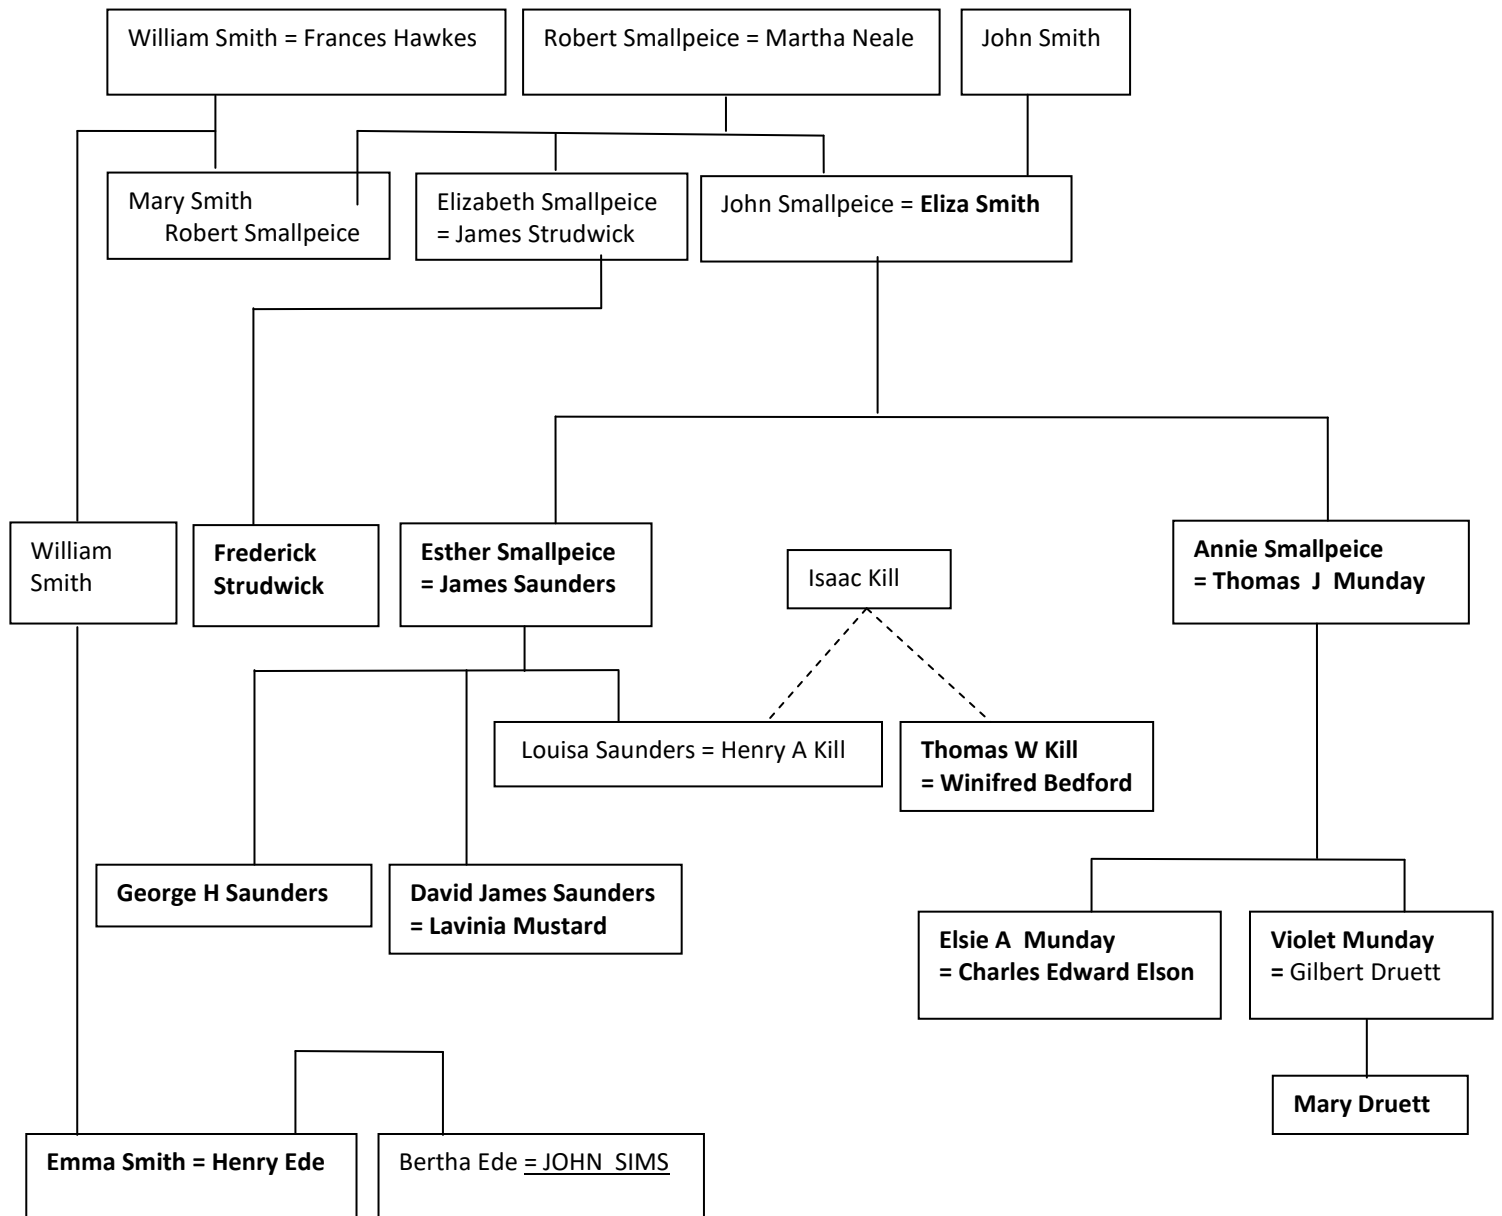 William Smith = Frances Hawkes
Robert Smallpeice = Martha Neale
John Smith
Mary Smith
Robert Smallpeice
Elizabeth Smallpeice
= James Strudwick
John Smallpeice = Eliza Smith
William
Smith
Frederick
Strudwick
Esther Smallpeice
= James Saunders
Isaac Kill
Annie Smallpeice
= Thomas J Munday
Louisa Saunders = Henry A Kill
Thomas W Kill
= Winifred Bedford
George H Saunders
David James Saunders
= Lavinia Mustard
Elsie A Munday
= Charles Edward Elson
Violet Munday
= Gilbert Druett
Mary Druett
Emma Smith = Henry Ede
Bertha Ede = JOHN SIMS